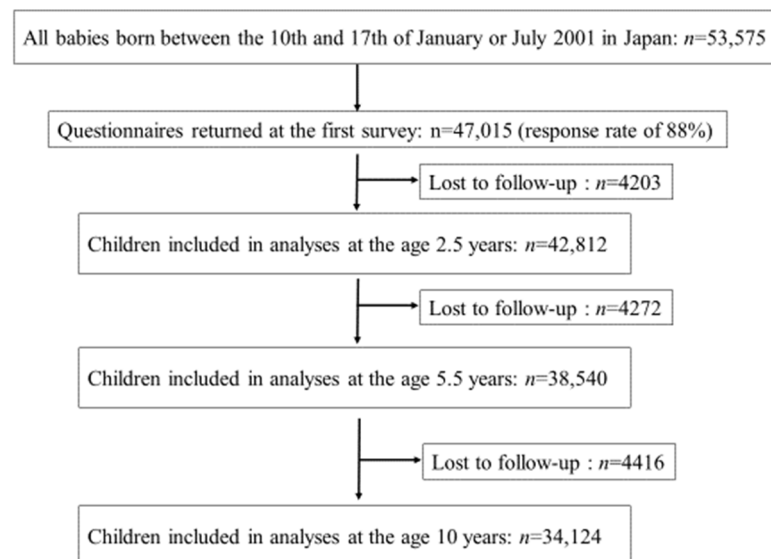 All babies born between the 10th and 17th of January or July 2001 in Japan: n=53,575
Questionnaires returned at the first survey: n=47,015 (response rate of 88%)
Lost to follow-up : n=4203
Children included in analyses at the age 2.5 years: n=42,812
Lost to follow-up : n=4272
Children included in analyses at the age 5.5 years: n=38,540
Lost to follow-up : n=4416
Children included in analyses at the age 10 years: n=34,124